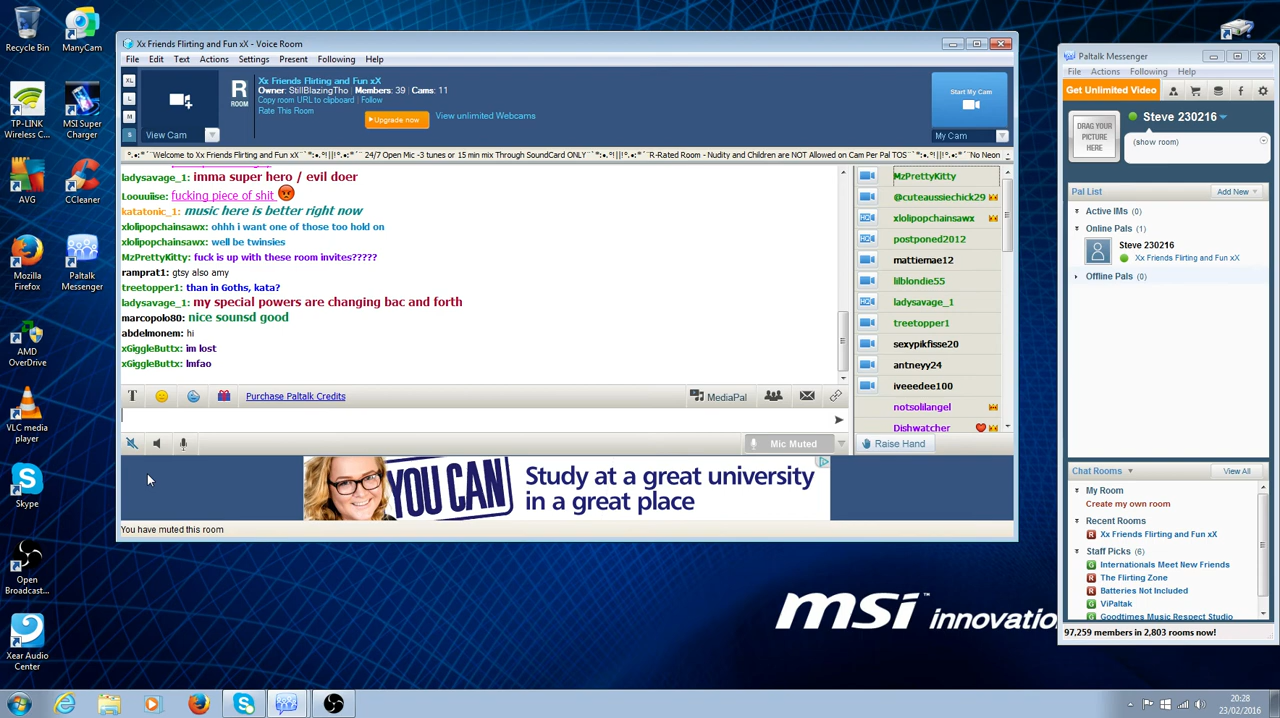 Recycle Bin
ManyCam
TP-LINK
Wireless C...
MSI Super
Charger
AVG
CCleaner
Mozilla
Firefox
Paltalk
Messenger
AMD
OverDrive
VLC media
player
Skype
Open
Broadcast...
Xear Audio
Center
Xx Friends Flirting and Fun xX - Voice Room
File Edit Text Actions Settings Present Following Help
XL
L
M
S
View Cam
R
ROOM
Xx Friends Flirting and Fun xX
Owner: StillBlazingTho | Members: 39 | Cams: 11
Copy room URL to clipboard | Follow
Rate This Room
Upgrade now
View unlimited Webcams
Start My Cam
My Cam
!°.•:*¨`Welcome to Xx Friends Flirting and Fun xX¨`*:•.°!||!°.•:*¨` 24/7 Open Mic -3 tunes or 15 min mix Through SoundCard ONLY¨`*:•.°!||!°.•:*¨`R-Rated Room - Nudity and Children are NOT Allowed on Cam Per Pal TOS¨`*:•.°!||!°.•:*¨`No Neon
ladysavage_1: imma super hero / evil doer
Loouuiise: fucking piece of shit
katatonic_1: music here is better right now
xlolipopchainsawx: ohhh i want one of those too hold on
xlolipopchainsawx: well be twinsies
MzPrettyKitty: fuck is up with these room invites?????
ramprat1: gtsy also amy
treetopper1: than in Goths, kata?
ladysavage_1: my special powers are changing bac and forth
marcopolo80: nice sounsd good
abdelmonem: hi
xGiggleButtx: im lost
xGiggleButtx: lmfao
MzPrettyKitty
@cuteaussiechick29
HQ xlolipopchainsawx
HQ postponed2012
mattiemae12
lilblondie55
HQ ladysavage_1
treetopper1
sexypikfisse20
antneyy24
iveeedee100
notsolilangel
Dishwatcher
T
Purchase Paltalk Credits
MediaPal
Mic Muted
Raise Hand
YOU CAN
Study at a great university
in a great place
You have muted this room
Paltalk Messenger
File Actions Following Help
Get Unlimited Video
DRAG YOUR
PICTURE
HERE
Steve 230216
(show room)
Pal List
Add New
Active IMs (0)
Online Pals (1)
Steve 230216
Xx Friends Flirting and Fun xX
Offline Pals (0)
Chat Rooms
View All
My Room
Create my own room
Recent Rooms
R Xx Friends Flirting and Fun xX
Staff Picks (6)
G Internationals Meet New Friends
R The Flirting Zone
R Batteries Not Included
G ViPaltak
G Goodtimes Music Respect Studio
97,259 members in 2,803 rooms now!
msi™ innovatio
20:28
23/02/2016